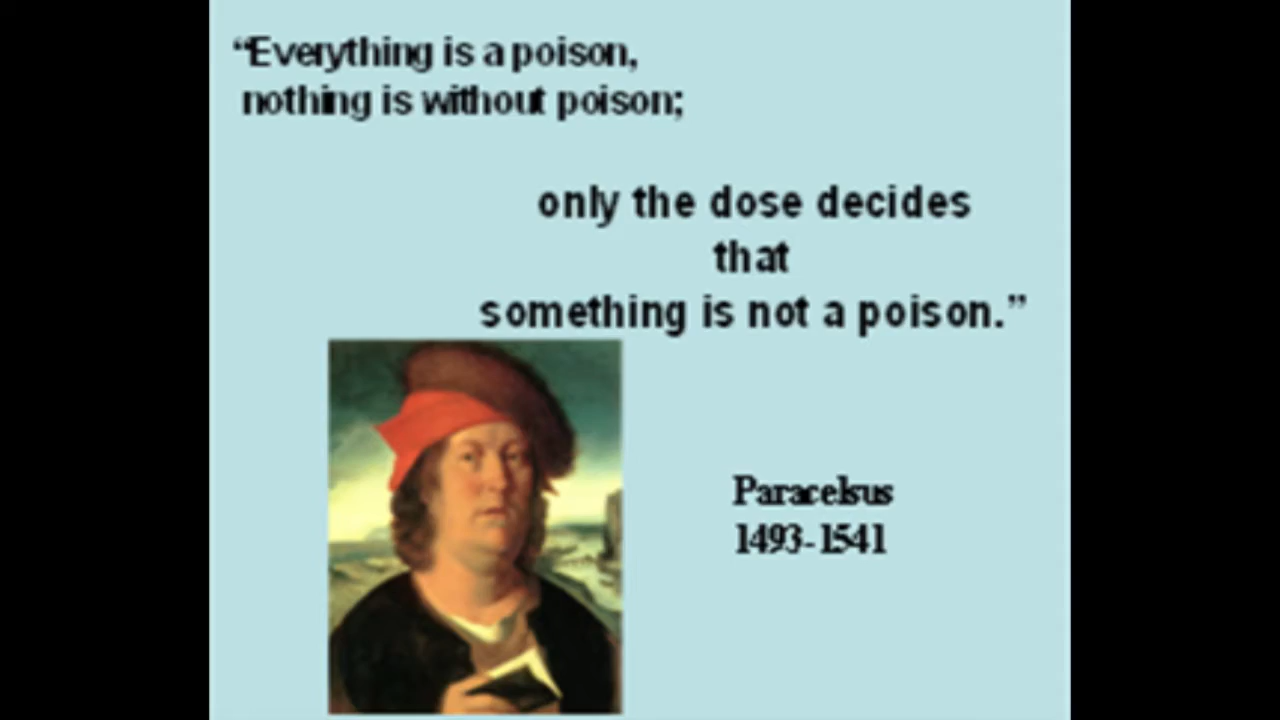 “Everything is a poison,
nothing is without poison;
only the dose decides
that
something is not a poison.”
Paracelsus
1493-1541